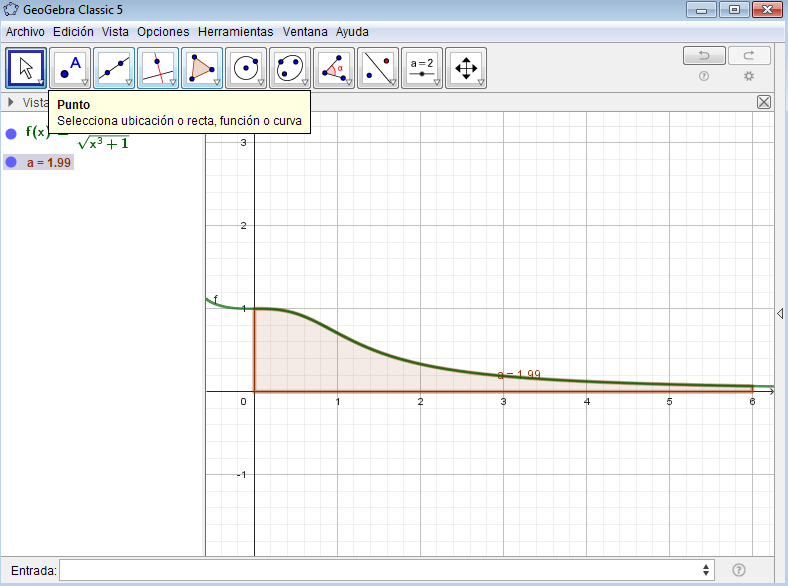 GeoGebra Classic 5
Archivo Edición Vista Opciones Herramientas Ventana Ayuda
A
α
a = 2
Vista
Punto
Selecciona ubicación o recta, función o curva
f(x) =
√x³ + 1
a = 1.99
3
2
f
1
a = 1.99
0 1 2 3 4 5 6
-1
Entrada: